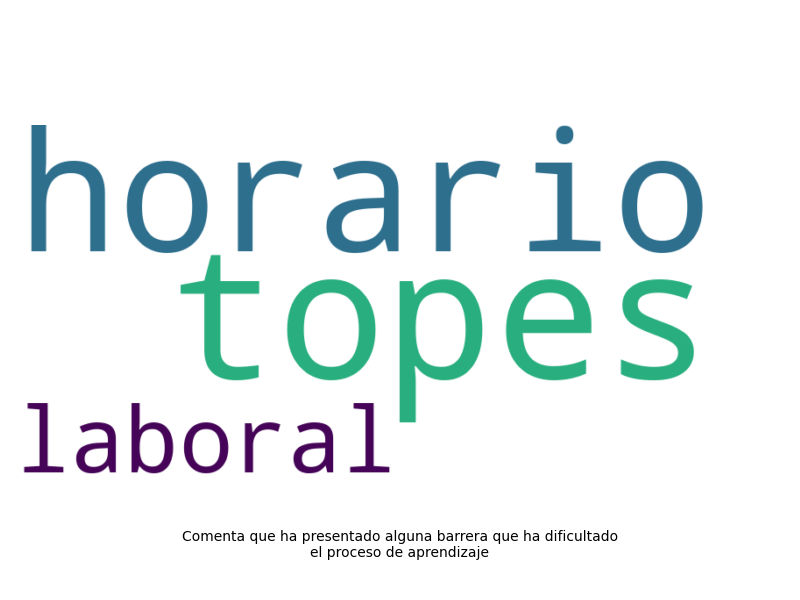 horario
topes
laboral
Comenta que ha presentado alguna barrera que ha dificultado
el proceso de aprendizaje